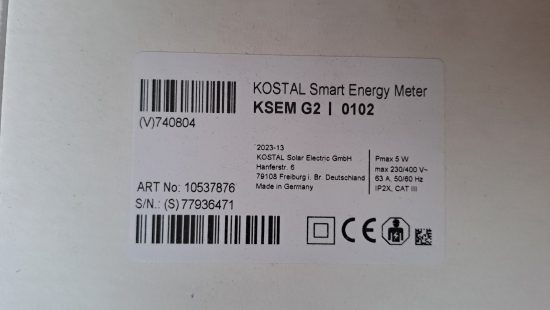 KOSTAL Smart Energy Meter
KSEM G2 | 0102
(V)740804
2023-13
KOSTAL Solar Electric GmbH
Hanferstr. 6
79108 Freiburg i. Br. Deutschland
Made in Germany
Pmax 5 W
max 230/400 V~
63 A, 50/60 Hz
IP2X, CAT III
ART No: 10537876
S/N.: (S)77936471
CE